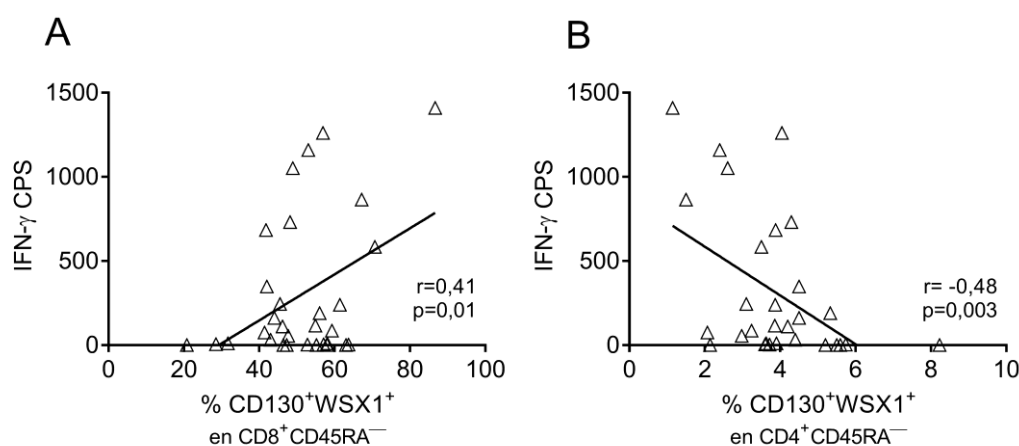 A
IFN-γ CPS
1500
1000
500
0
0
20
40
60
80
100
r=0,41
p=0,01
% CD130⁺WSX1⁺
en CD8⁺CD45RA⁻
B
IFN-γ CPS
1500
1000
500
0
0
2
4
6
8
10
r= -0,48
p=0,003
% CD130⁺WSX1⁺
en CD4⁺CD45RA⁻